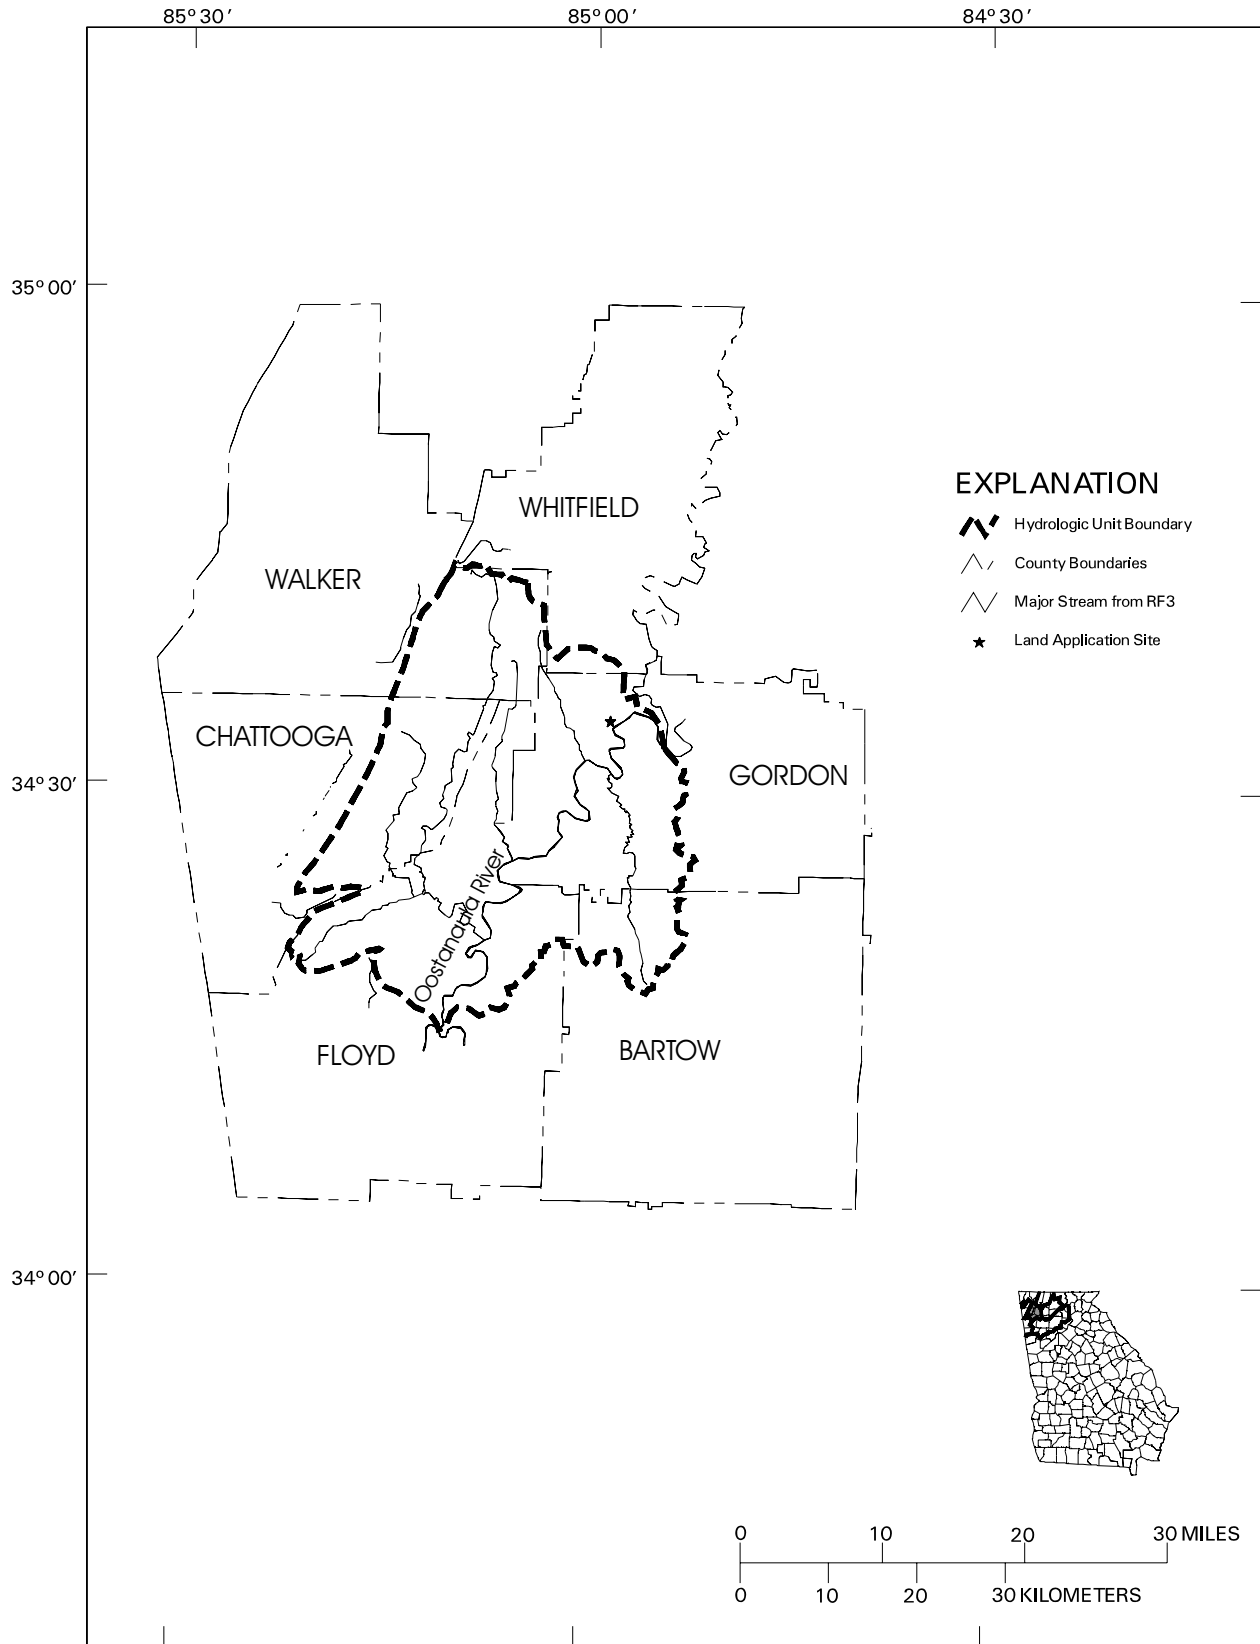 85° 30’ 85° 00’ 84° 30’
35° 00’
EXPLANATION
WHITFIELD
Hydrologic Unit Boundary
County Boundaries
WALKER
Major Stream from RF3
Land Application Site
CHATTOOGA
GORDON
34° 30’
Oostanaula River
BARTOW
FLOYD
34° 00’
0 10 20 30 MILES
0 10 20 30 KILOMETERS